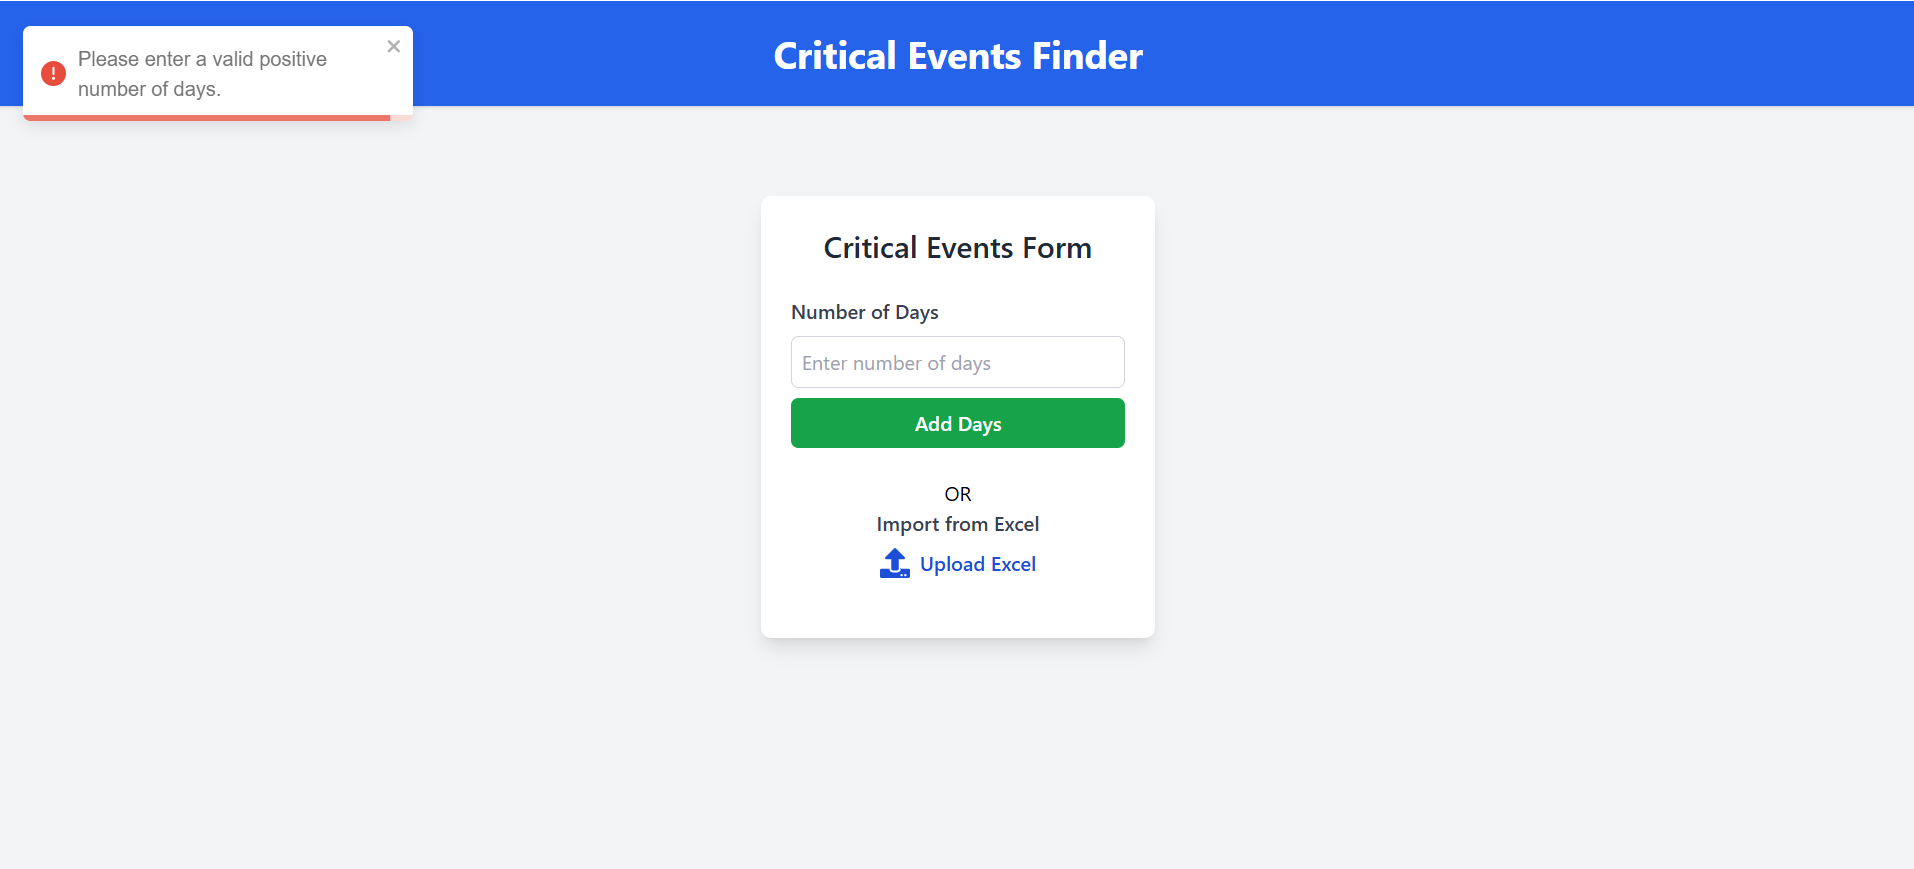 Please enter a valid positive
number of days.
Critical Events Finder
Critical Events Form
Number of Days
Enter number of days
Add Days
OR
Import from Excel
Upload Excel